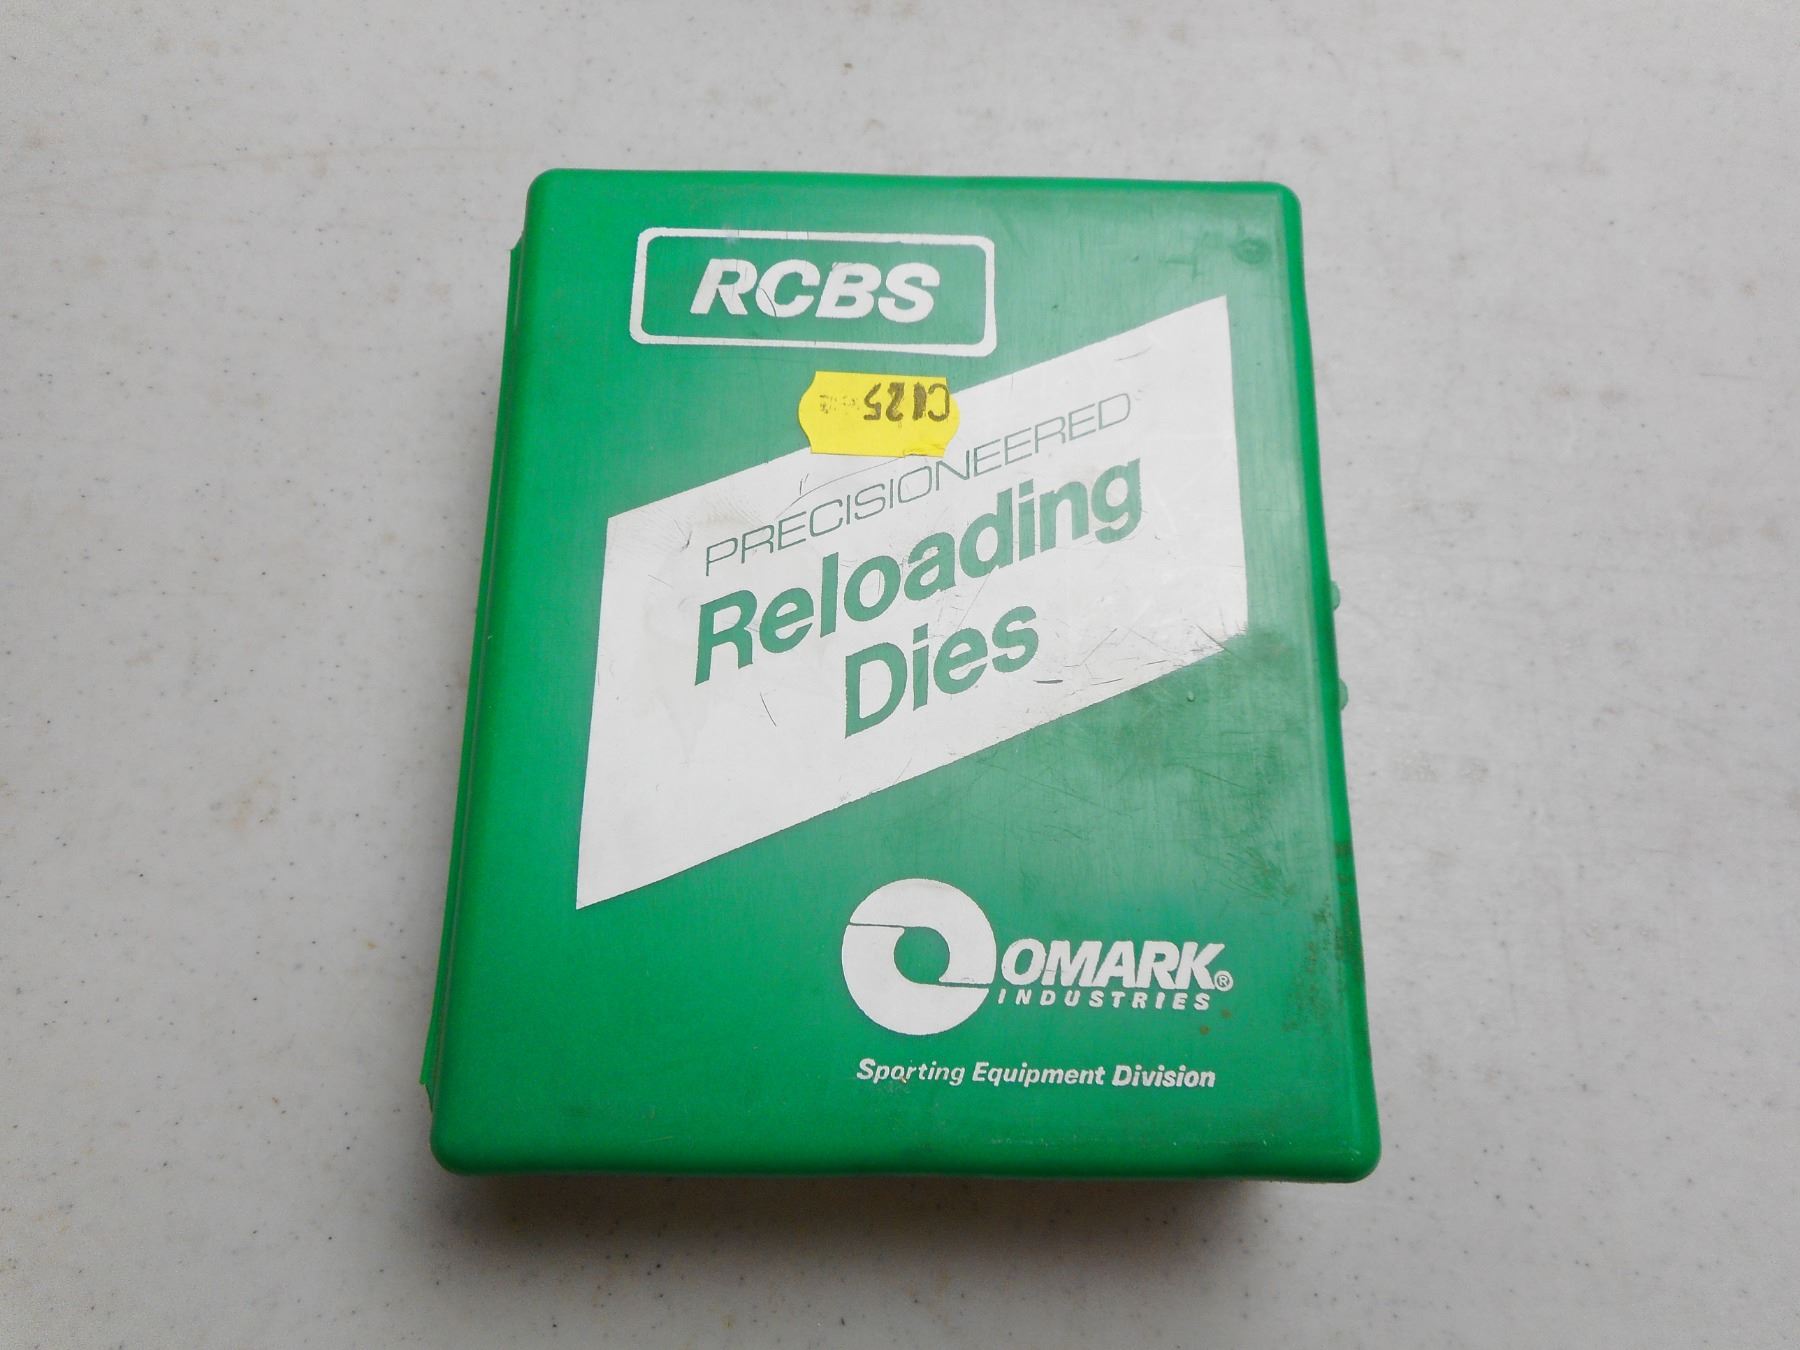 RCBS
C125
PRECISIONEERED
Reloading
Dies
OMARK®
INDUSTRIES
Sporting Equipment Division